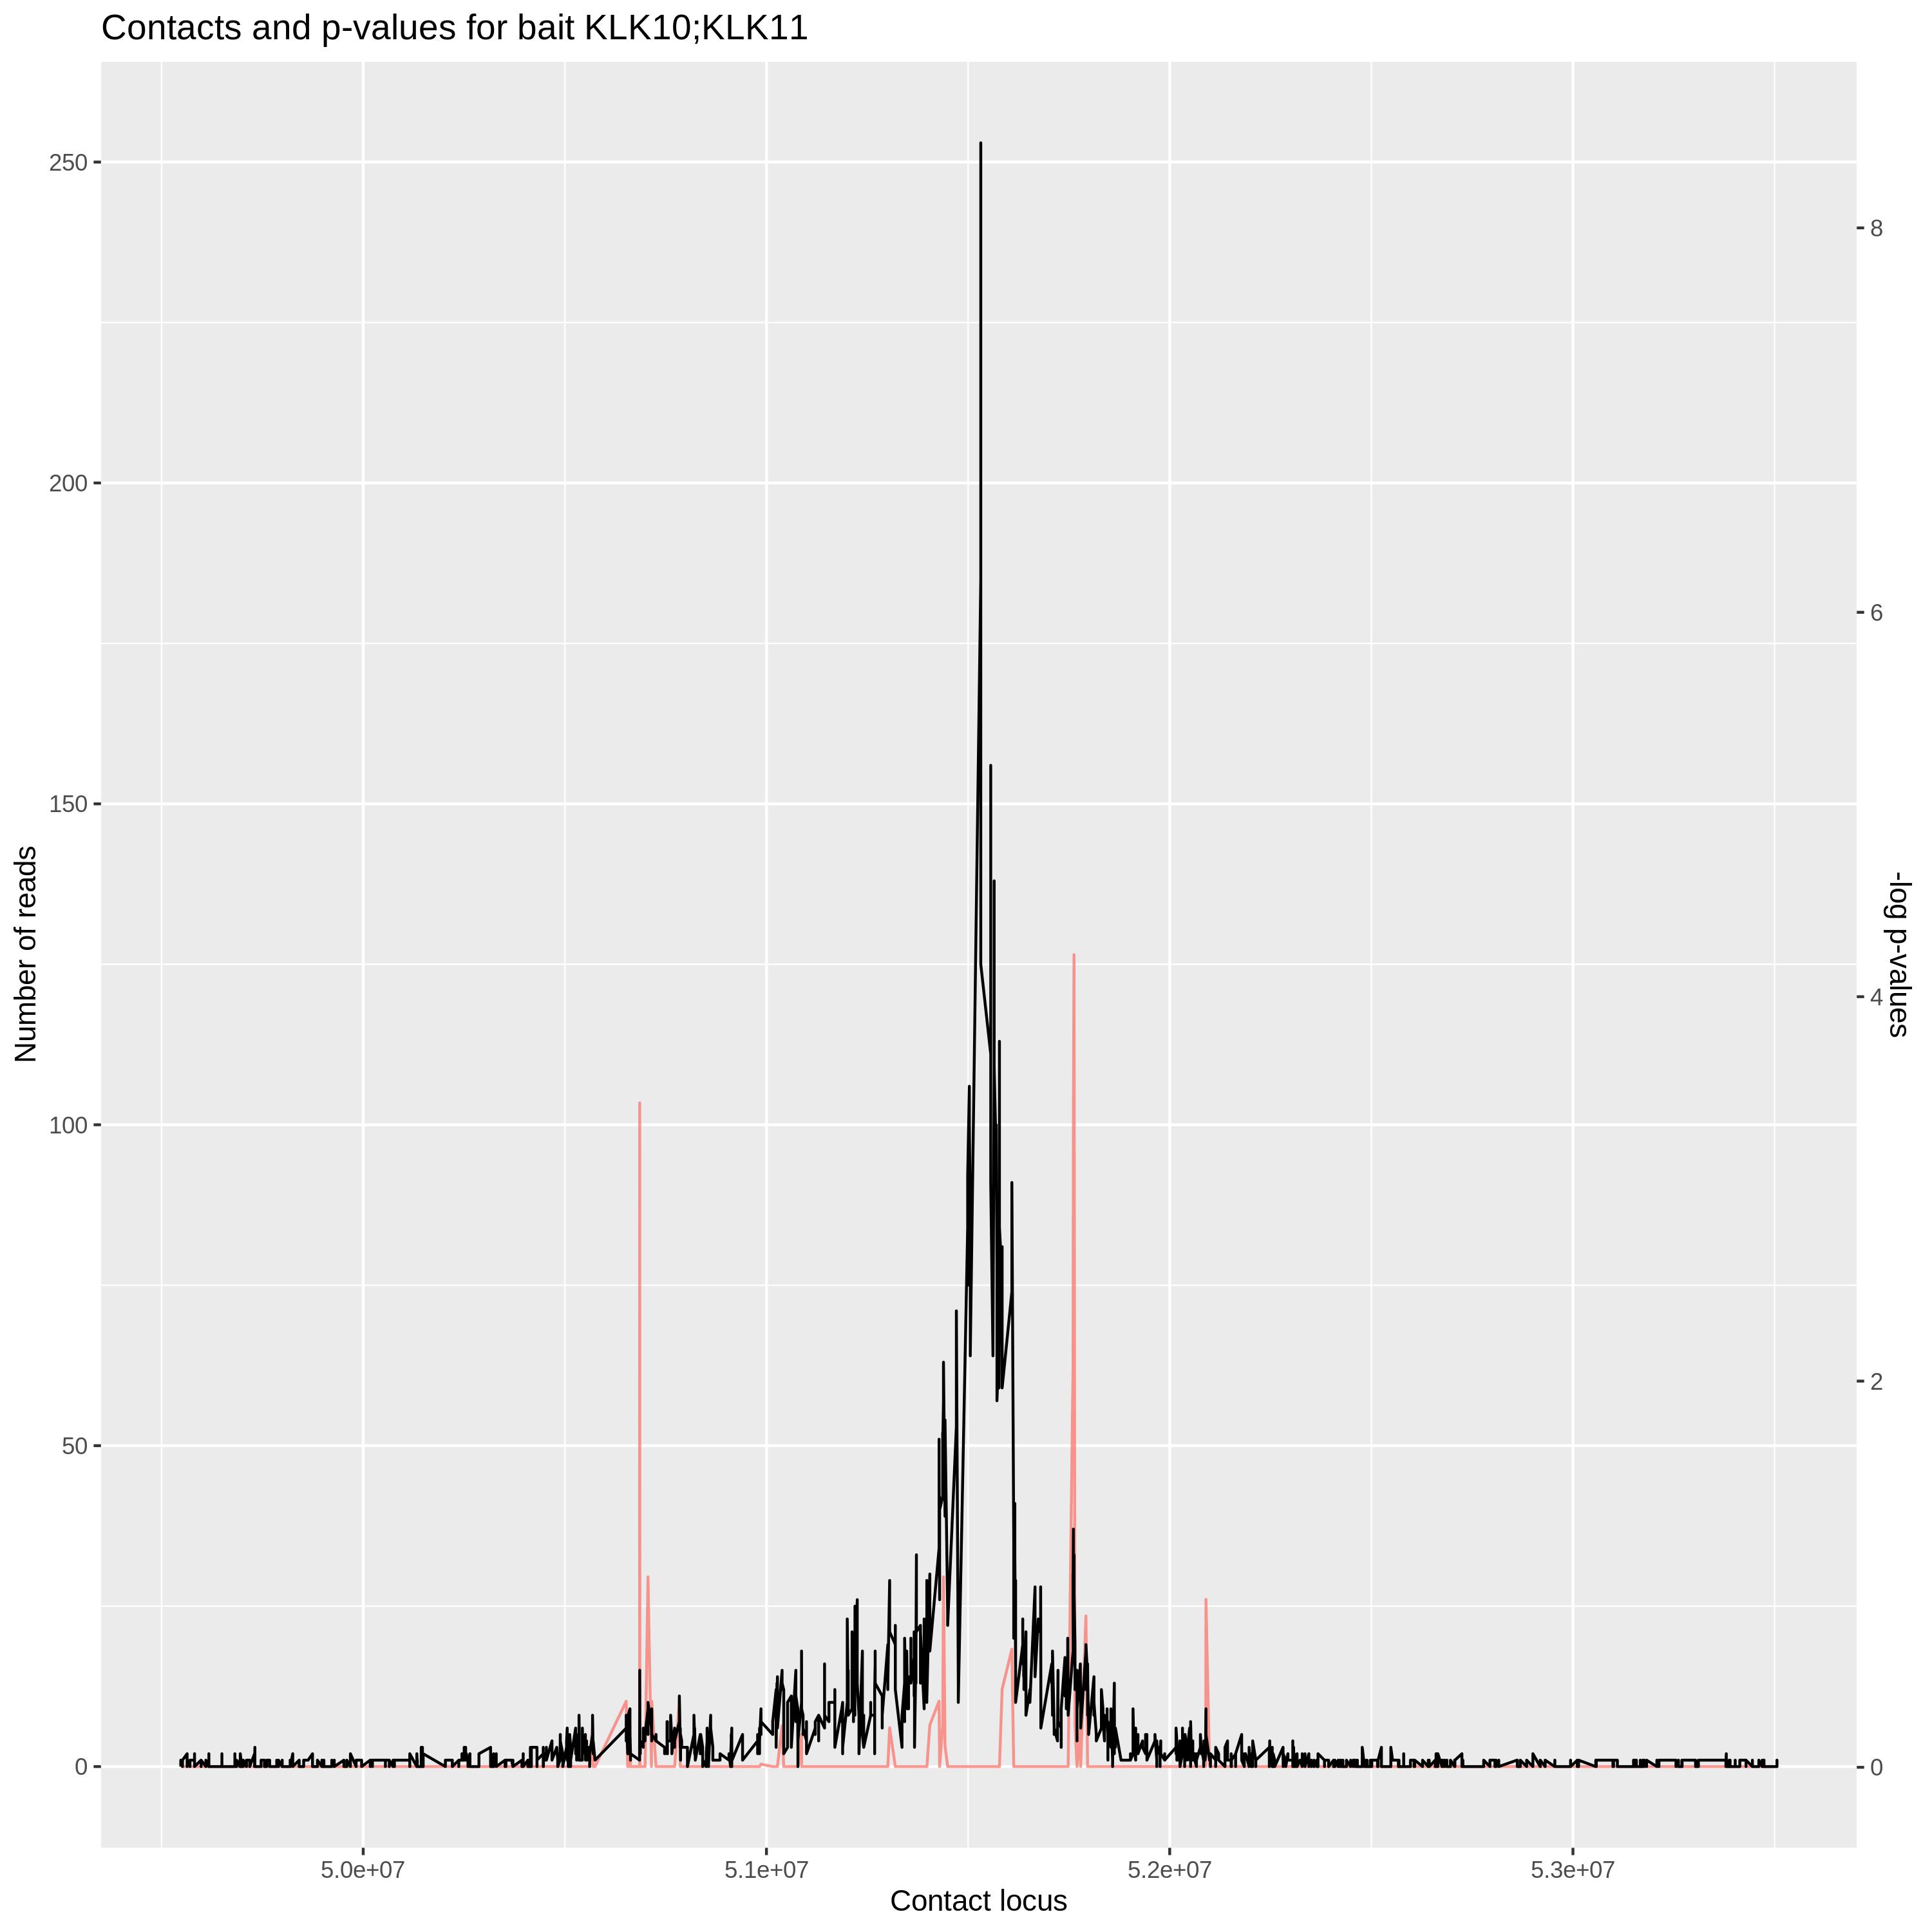 Contacts and p-values for bait KLK10;KLK11
250
200
150
100
50
0
Number of reads
8
6
4
2
0
-log p-values
5.0e+07
5.1e+07
5.2e+07
5.3e+07
Contact locus